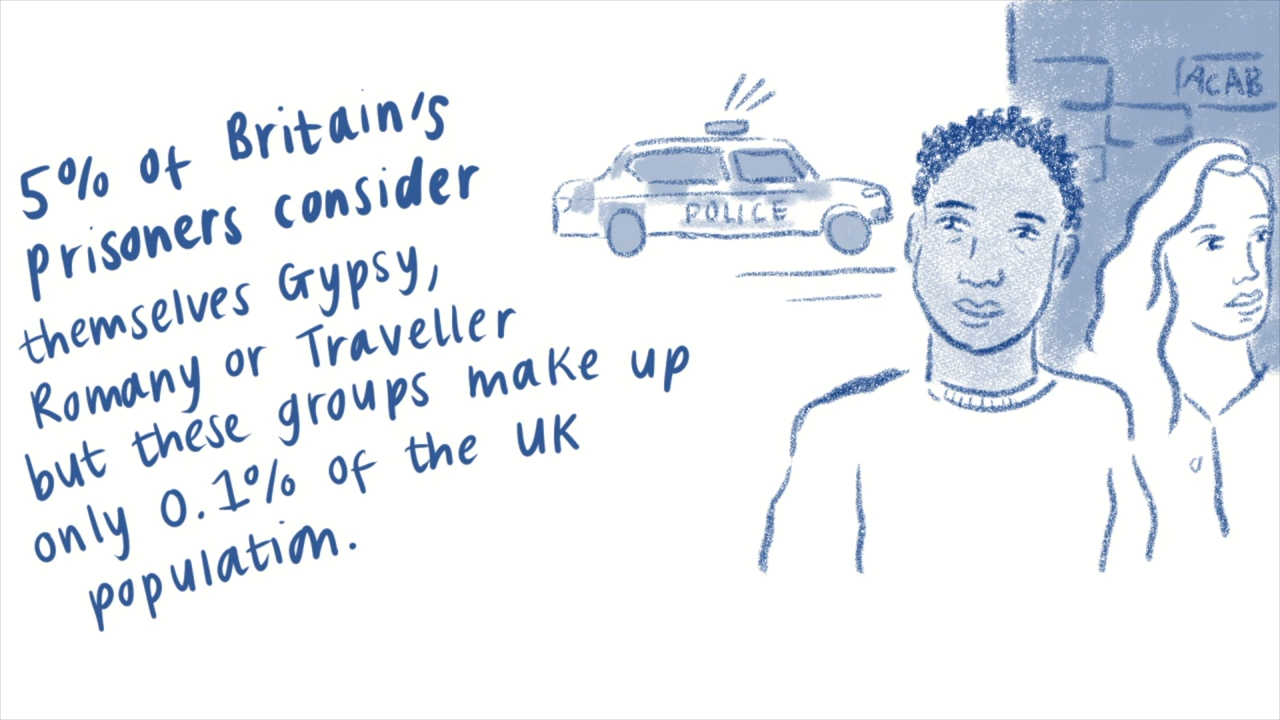 5% of Britain's
prisoners consider
themselves Gypsy,
Romany or Traveller
but these groups make up
only 0.1% of the UK
population.
POLICE
ACAB